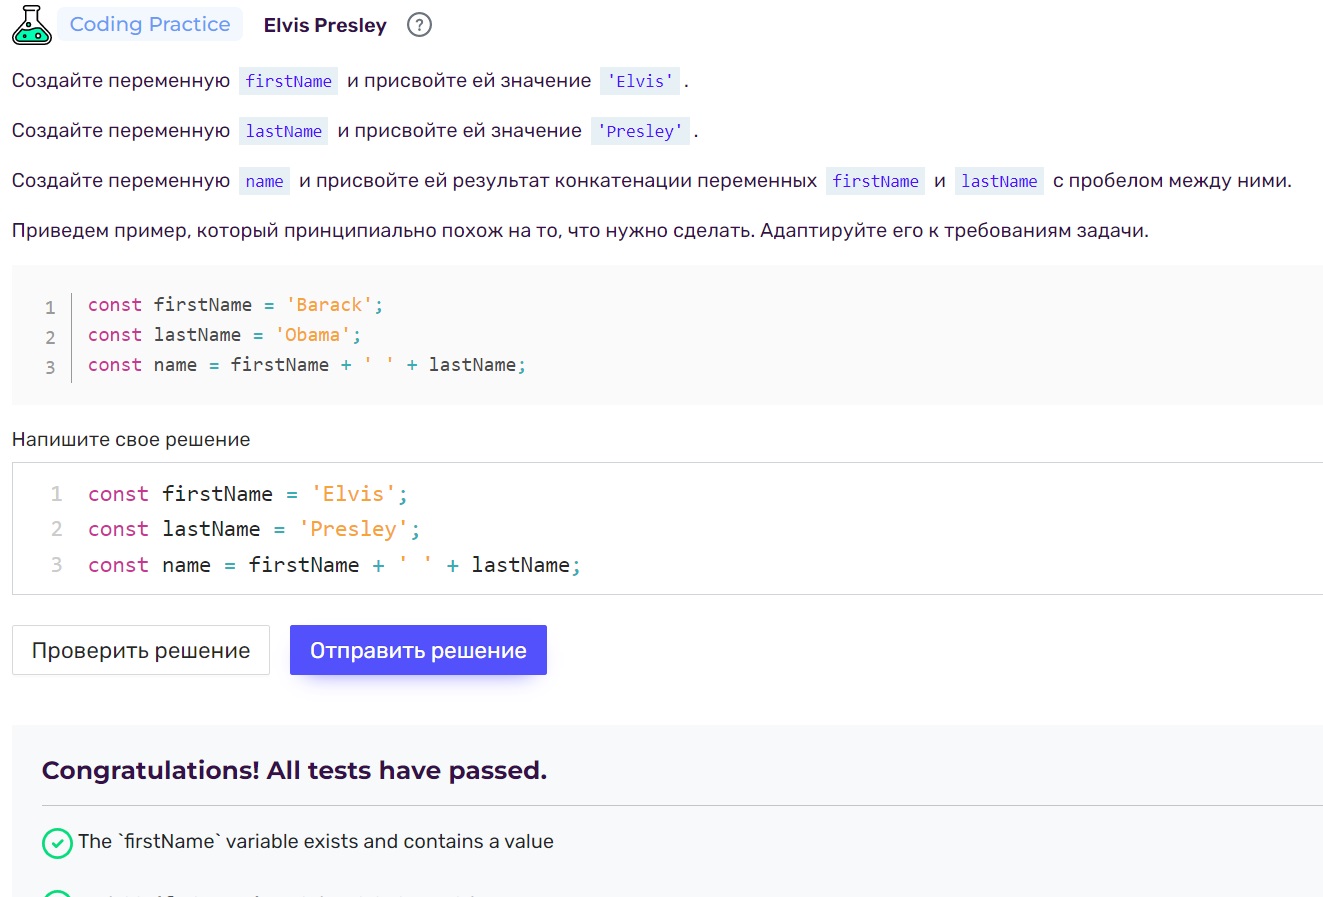 Coding Practice Elvis Presley ?
Создайте переменную firstName и присвойте ей значение 'Elvis' .
Создайте переменную lastName и присвойте ей значение 'Presley' .
Создайте переменную name и присвойте ей результат конкатенации переменных firstName и lastName с пробелом между ними.
Приведем пример, который принципиально похож на то, что нужно сделать. Адаптируйте его к требованиям задачи.
1 const firstName = 'Barack';
2 const lastName = 'Obama';
3 const name = firstName + ' ' + lastName;
Напишите свое решение
1 const firstName = 'Elvis';
2 const lastName = 'Presley';
3 const name = firstName + ' ' + lastName;
Проверить решение Отправить решение
Congratulations! All tests have passed.
The `firstName` variable exists and contains a value